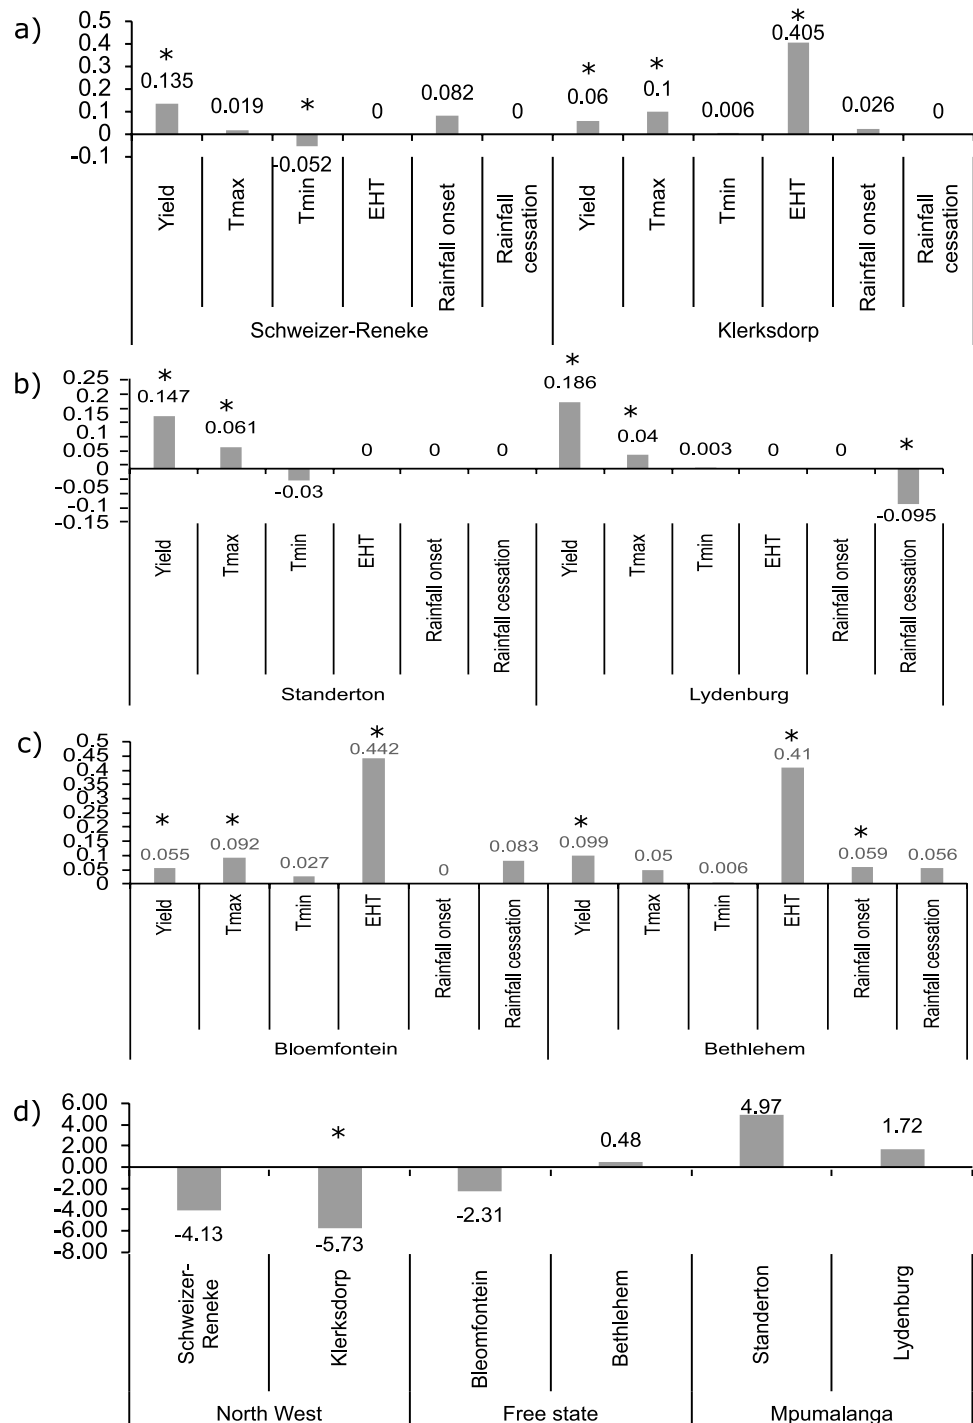 a)
0.5
0.4
0.3
0.2
0.1
0
-0.1
*
0.135
0.019
*
-0.052
0
0.082
0
*
0.06
*
0.1
0.006
*
0.405
0.026
0
Yield
Tmax
Tmin
EHT
Rainfall onset
Rainfall
cessation
Yield
Tmax
Tmin
EHT
Rainfall onset
Rainfall
cessation
Schweizer-Reneke
Klerksdorp
b)
0.25
0.15
0.1
0.05
0
-0.05
-0.1
-0.15
*
0.147
*
0.061
-0.03
0
0
0
*
0.186
*
0.04
0.003
0
0
*
-0.095
Yield
Tmax
Tmin
EHT
Rainfall onset
Rainfall cessation
Yield
Tmax
Tmin
EHT
Rainfall onset
Rainfall cessation
Standerton
Lydenburg
c)
0.5
0.45
0.4
0.35
0.3
0.25
0.2
0.15
0.1
0.05
0
*
0.055
*
0.092
0.027
*
0.442
0
0.083
*
0.099
0.05
0.006
*
0.41
*
0.059
0.056
Yield
Tmax
Tmin
EHT
Rainfall onset
Rainfall cessation
Yield
Tmax
Tmin
EHT
Rainfall onset
Rainfall cessation
Bloemfontein
Bethlehem
d)
6.00
4.00
2.00
0.00
-2.00
-4.00
-6.00
-8.00
-4.13
*
-5.73
-2.31
0.48
4.97
1.72
Schweizer-
Reneke
Klerksdorp
Bleomfontein
Bethlehem
Standerton
Lydenburg
North West
Free state
Mpumalanga